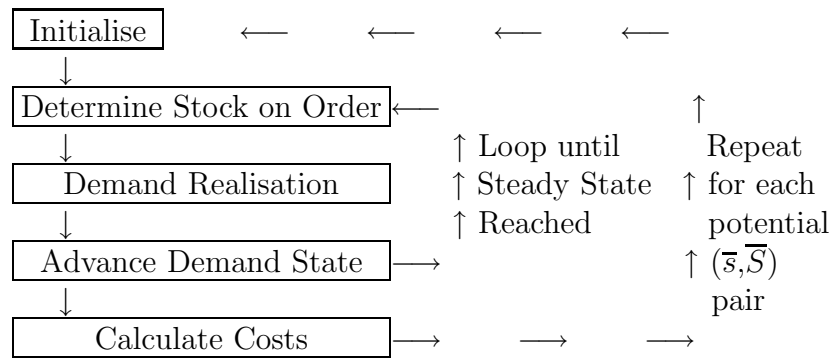 Initialise
Determine Stock on Order
Demand Realisation
Advance Demand State
Calculate Costs
↑ Loop until
↑ Steady State
↑ Reached
Repeat
for each
potential
(s̅,S̅)
pair